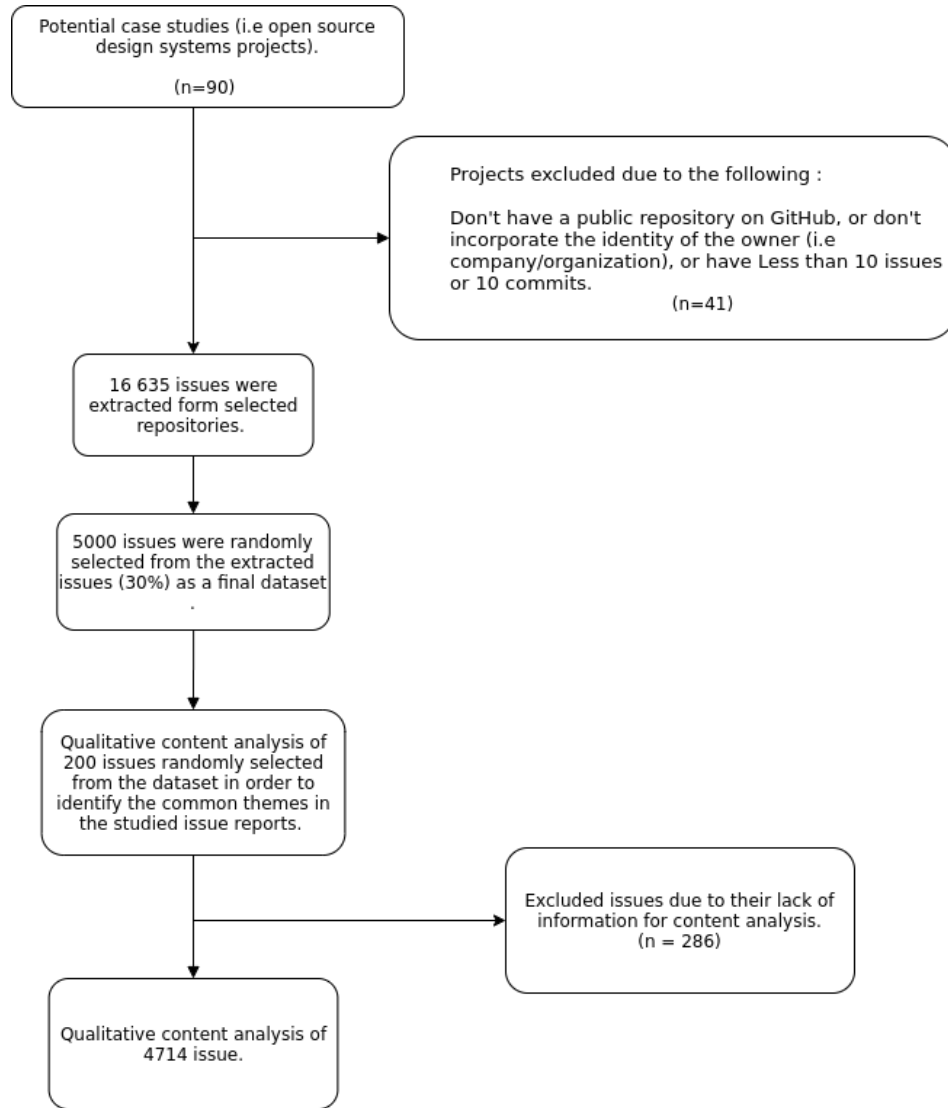 Potential case studies (i.e open source
design systems projects).
(n=90)
Projects excluded due to the following :
Don't have a public repository on GitHub, or don't
incorporate the identity of the owner (i.e
company/organization), or have Less than 10 issues
or 10 commits.
(n=41)
16 635 issues were
extracted form selected
repositories.
5000 issues were randomly
selected from the extracted
issues (30%) as a final dataset
.
Qualitative content analysis of
200 issues randomly selected
from the dataset in order to
identify the common themes in
the studied issue reports.
Excluded issues due to their lack of
information for content analysis.
(n = 286)
Qualitative content analysis of
4714 issue.